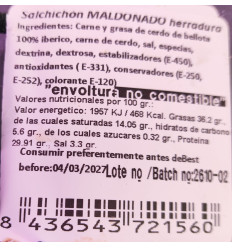 Salchichón MALDONADO herradura
Ingredientes: Carne y grasa de cerdo de bellota
100% iberico, carne de cerdo, sal, especias,
dextrina, dextrosa, estabilizadores (E-450),
antioxidantes ( E-331), conservadores (E-250,
E-252), colorante E-120)
"envoltura no comestible"
Valores nutricionales por 100 gr.:
Valor energetico: 1957 KJ / 468 Kcal. Grasas 36.2 gr.
de las cuales saturadas 14.05 gr., hidratos de carbono
5.6 gr., de los cuales azucares 0.32 gr., Proteina
29.91 gr., Sal 3.3 gr.
Consumir preferentemente antes deBest
before:04/03/2027Lote no /Batch no:2610-02
8 436543 721560